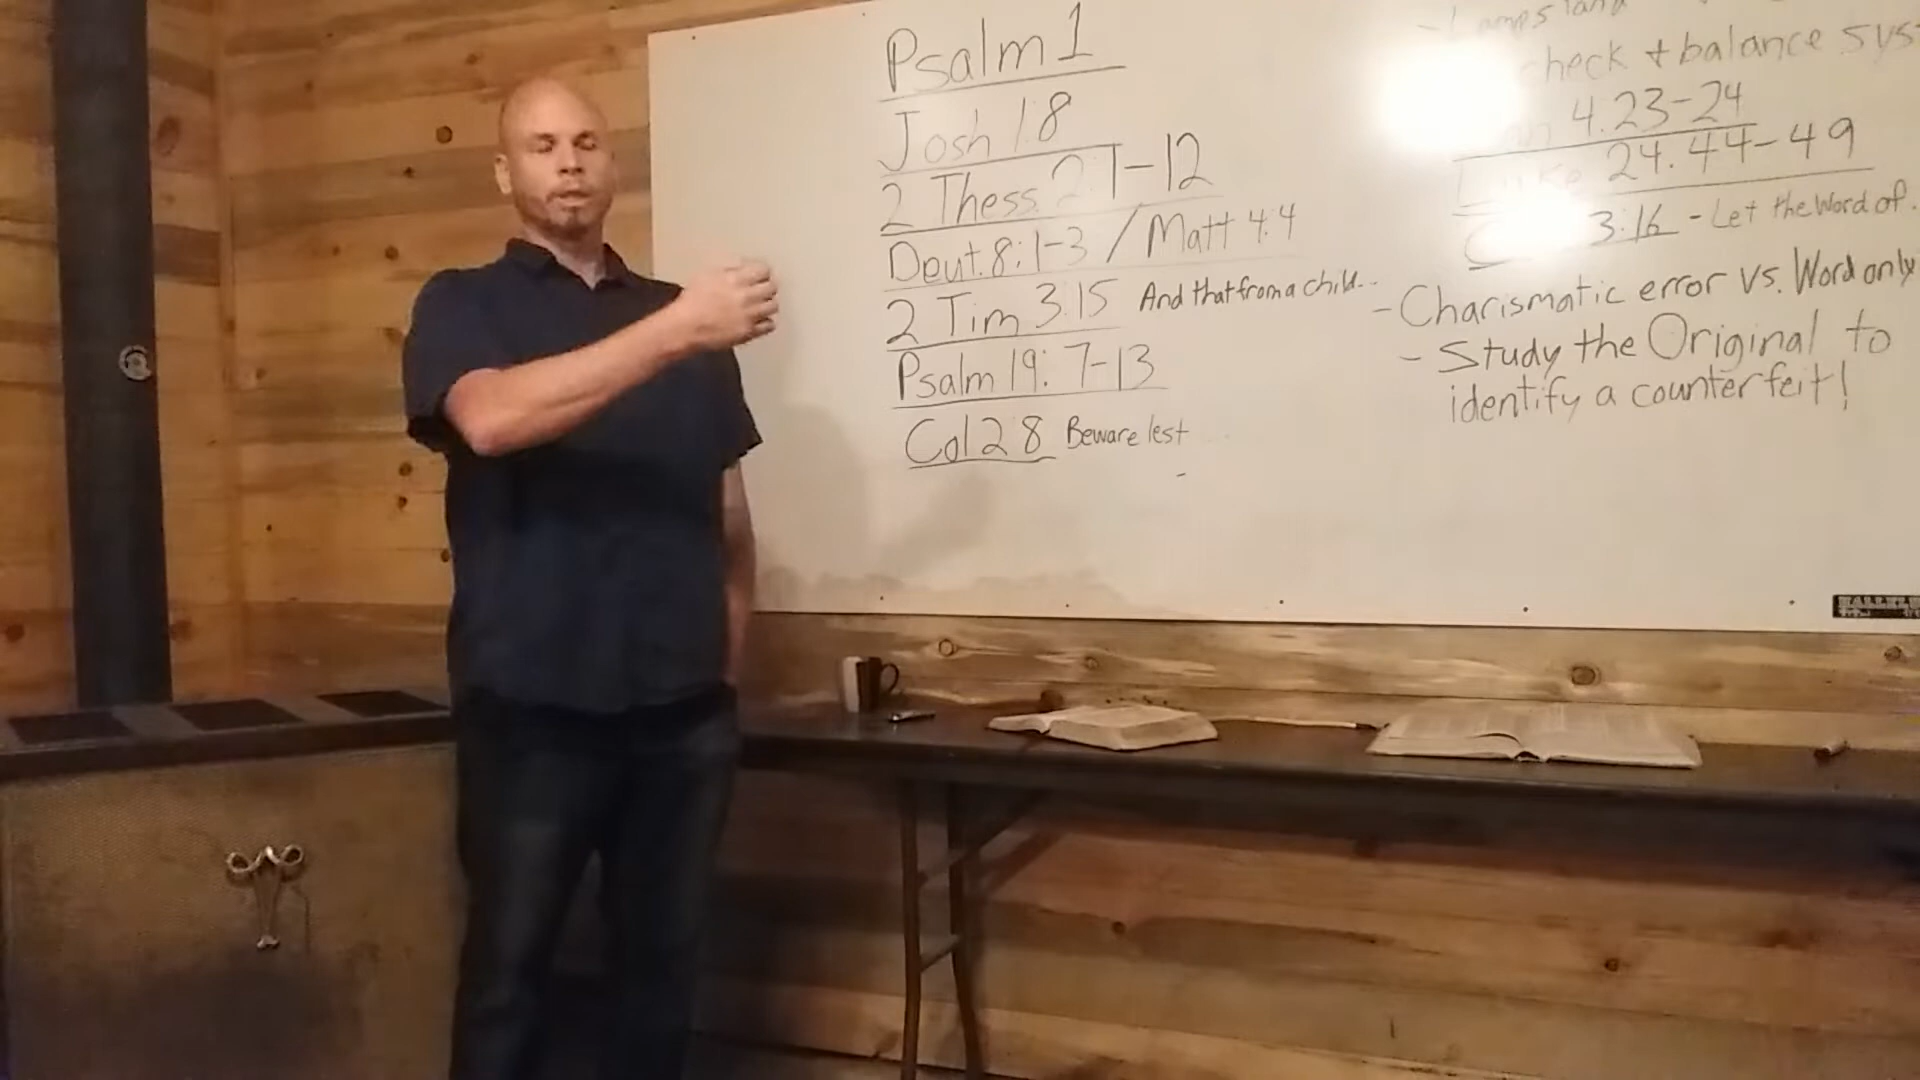 Psalm 1
Josh 1:8
2 Thess 2:1-12
Deut. 8:1-3 / Matt 4:4
2 Tim 3:15 And that from a child...
Psalm 19:7-13
Col 2 8 Beware lest
-
check + balance sys
4.23-24
24.44-49
3:16 - Let the Word of.
- Charismatic error vs. Word only
- Study the Original to
identify a counterfeit!